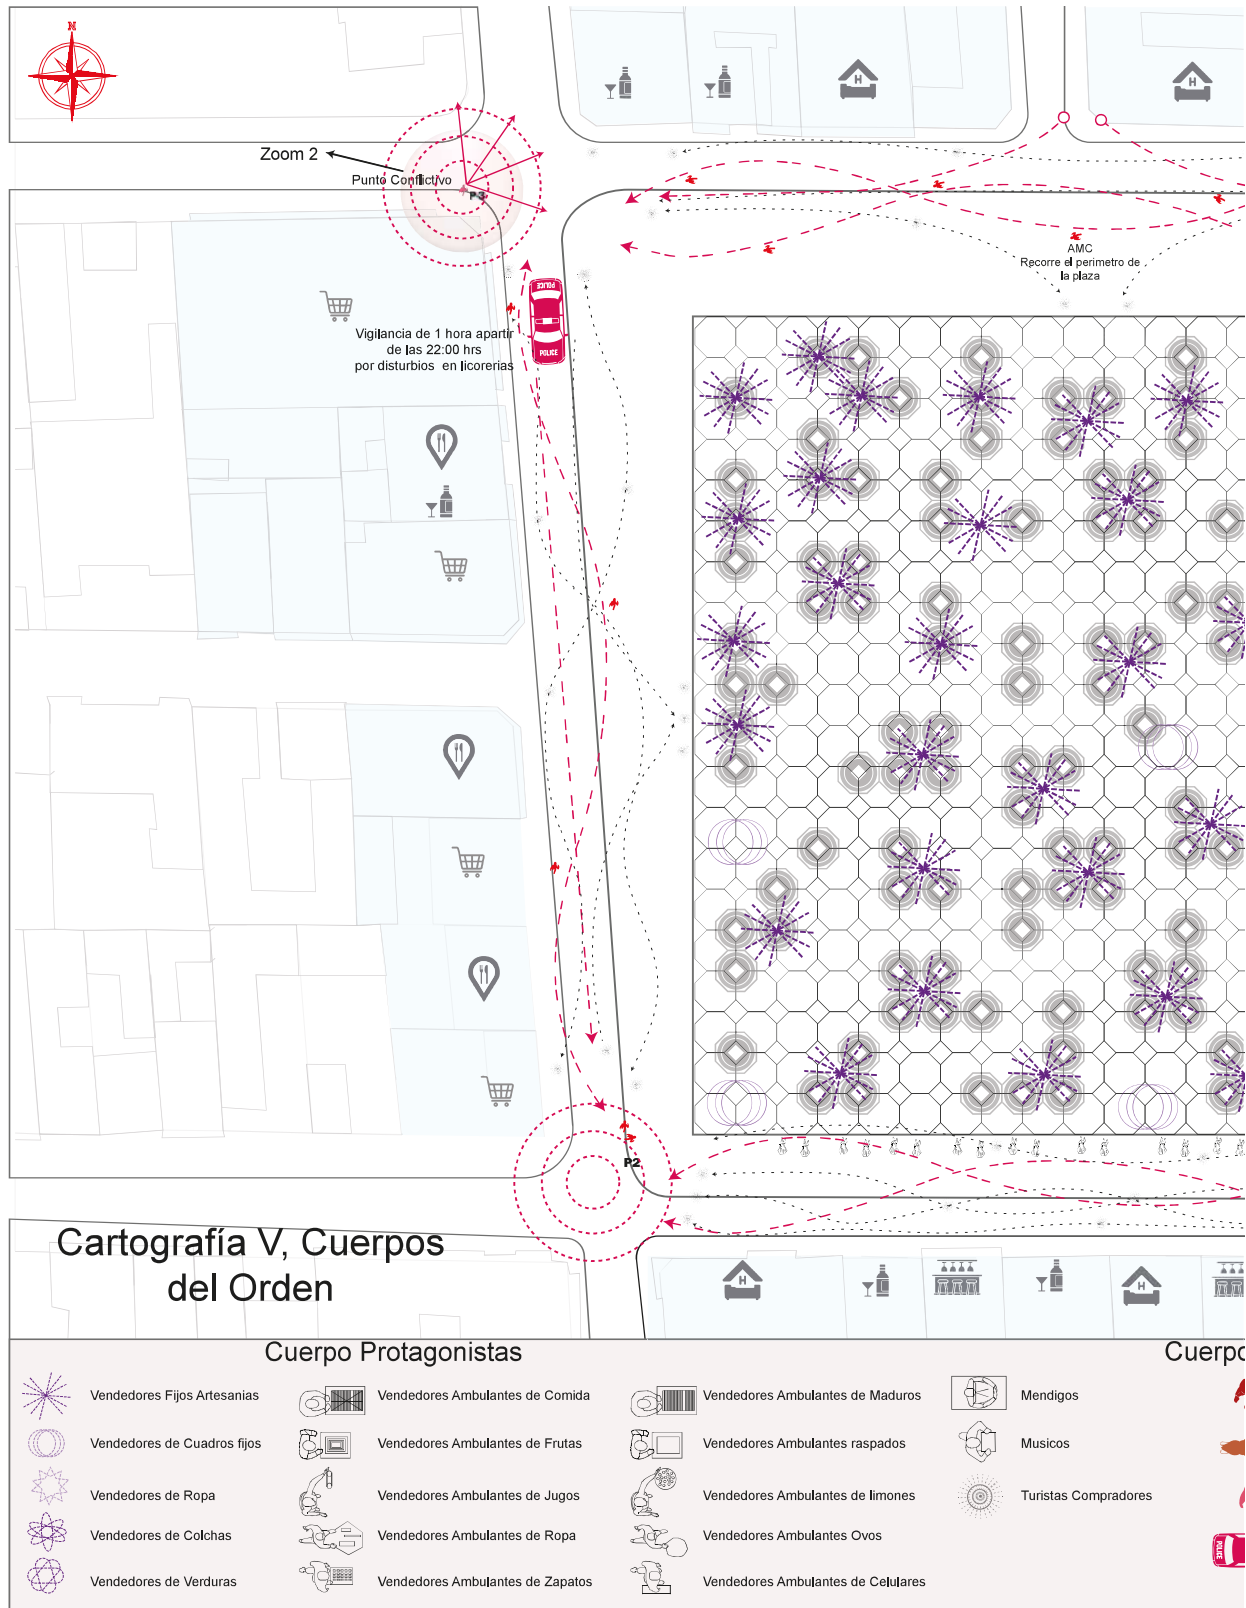 N
Zoom 2
Punto Conflictivo
P3
H
H
AMC
Recorre el perimetro de
la plaza
POLICE
POLICE
Vigilancia de 1 hora apartir
de las 22:00 hrs
por disturbios en licorerias
P2
Cartografía V, Cuerpos
del Orden
H
H
Cuerpo Protagonistas
Cuerpo
Vendedores Fijos Artesanias
Vendedores Ambulantes de Comida
Vendedores Ambulantes de Maduros
Mendigos
Vendedores de Cuadros fijos
Vendedores Ambulantes de Frutas
Vendedores Ambulantes raspados
Musicos
Vendedores de Ropa
Vendedores Ambulantes de Jugos
Vendedores Ambulantes de limones
Turistas Compradores
Vendedores de Colchas
Vendedores Ambulantes de Ropa
Vendedores Ambulantes Ovos
Vendedores de Verduras
Vendedores Ambulantes de Zapatos
Vendedores Ambulantes de Celulares
POLICE